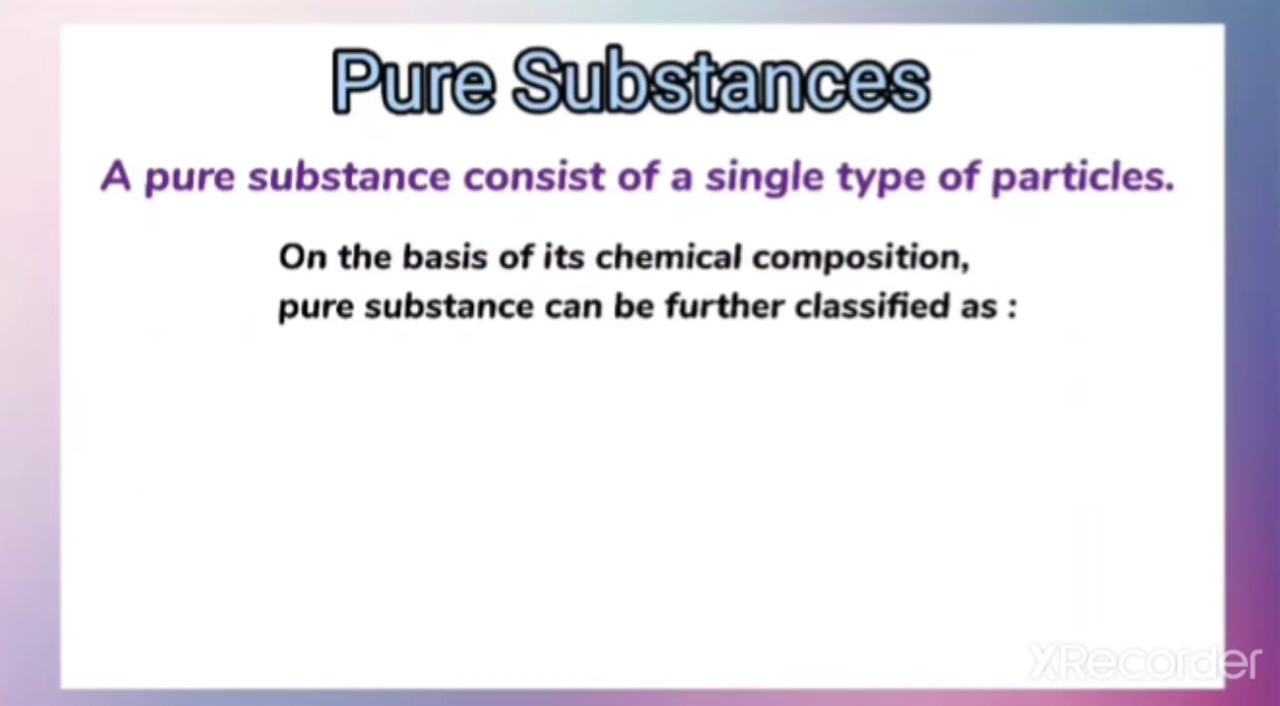 Pure Substances
A pure substance consist of a single type of particles.
On the basis of its chemical composition,
pure substance can be further classified as :
XRecorder